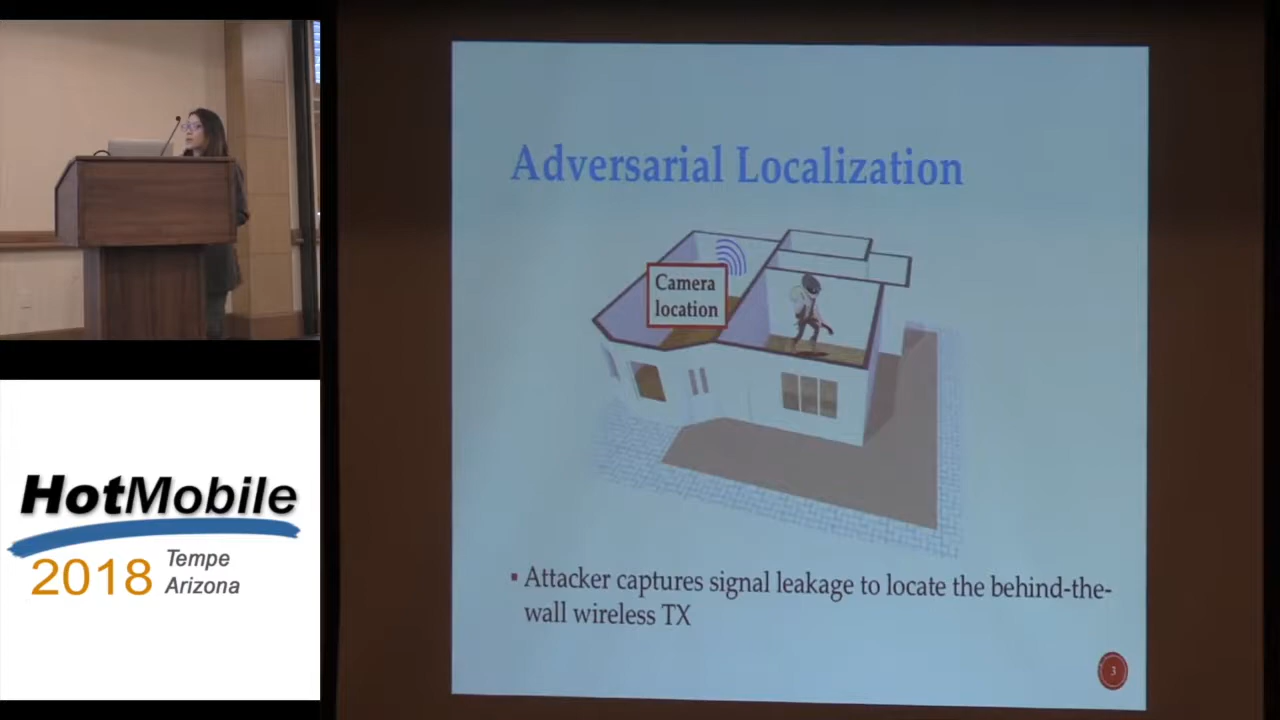 Adversarial Localization
Camera
location
Attacker captures signal leakage to locate the behind-the-
wall wireless TX
3
HotMobile
2018
Tempe
Arizona